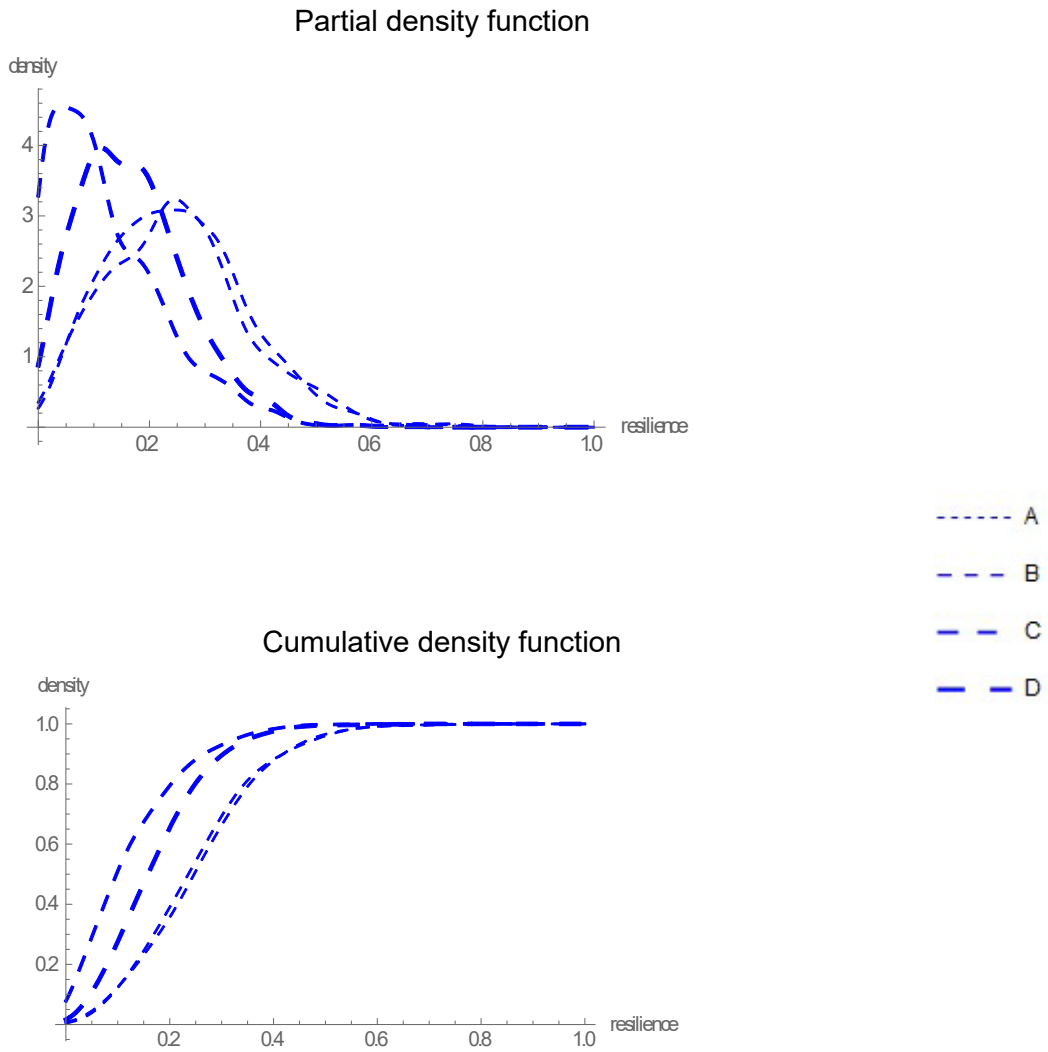 Partial density function
density
4
3
2
1
0.2 0.4 0.6 0.8 1.0 resilience
A
B
C
D
Cumulative density function
density
1.0
0.8
0.6
0.4
0.2
0.2 0.4 0.6 0.8 1.0 resilience